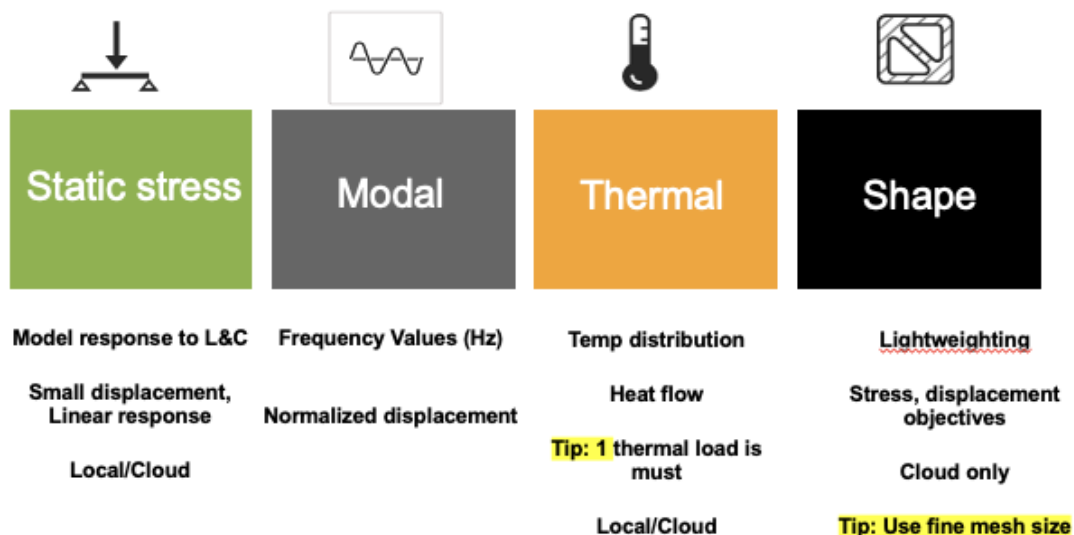 Static stress
Modal
Thermal
Shape
Model response to L&C
Small displacement,
Linear response
Local/Cloud
Frequency Values (Hz)
Normalized displacement
Temp distribution
Heat flow
Tip: 1 thermal load is
must
Local/Cloud
Lightweighting
Stress, displacement
objectives
Cloud only
Tip: Use fine mesh size